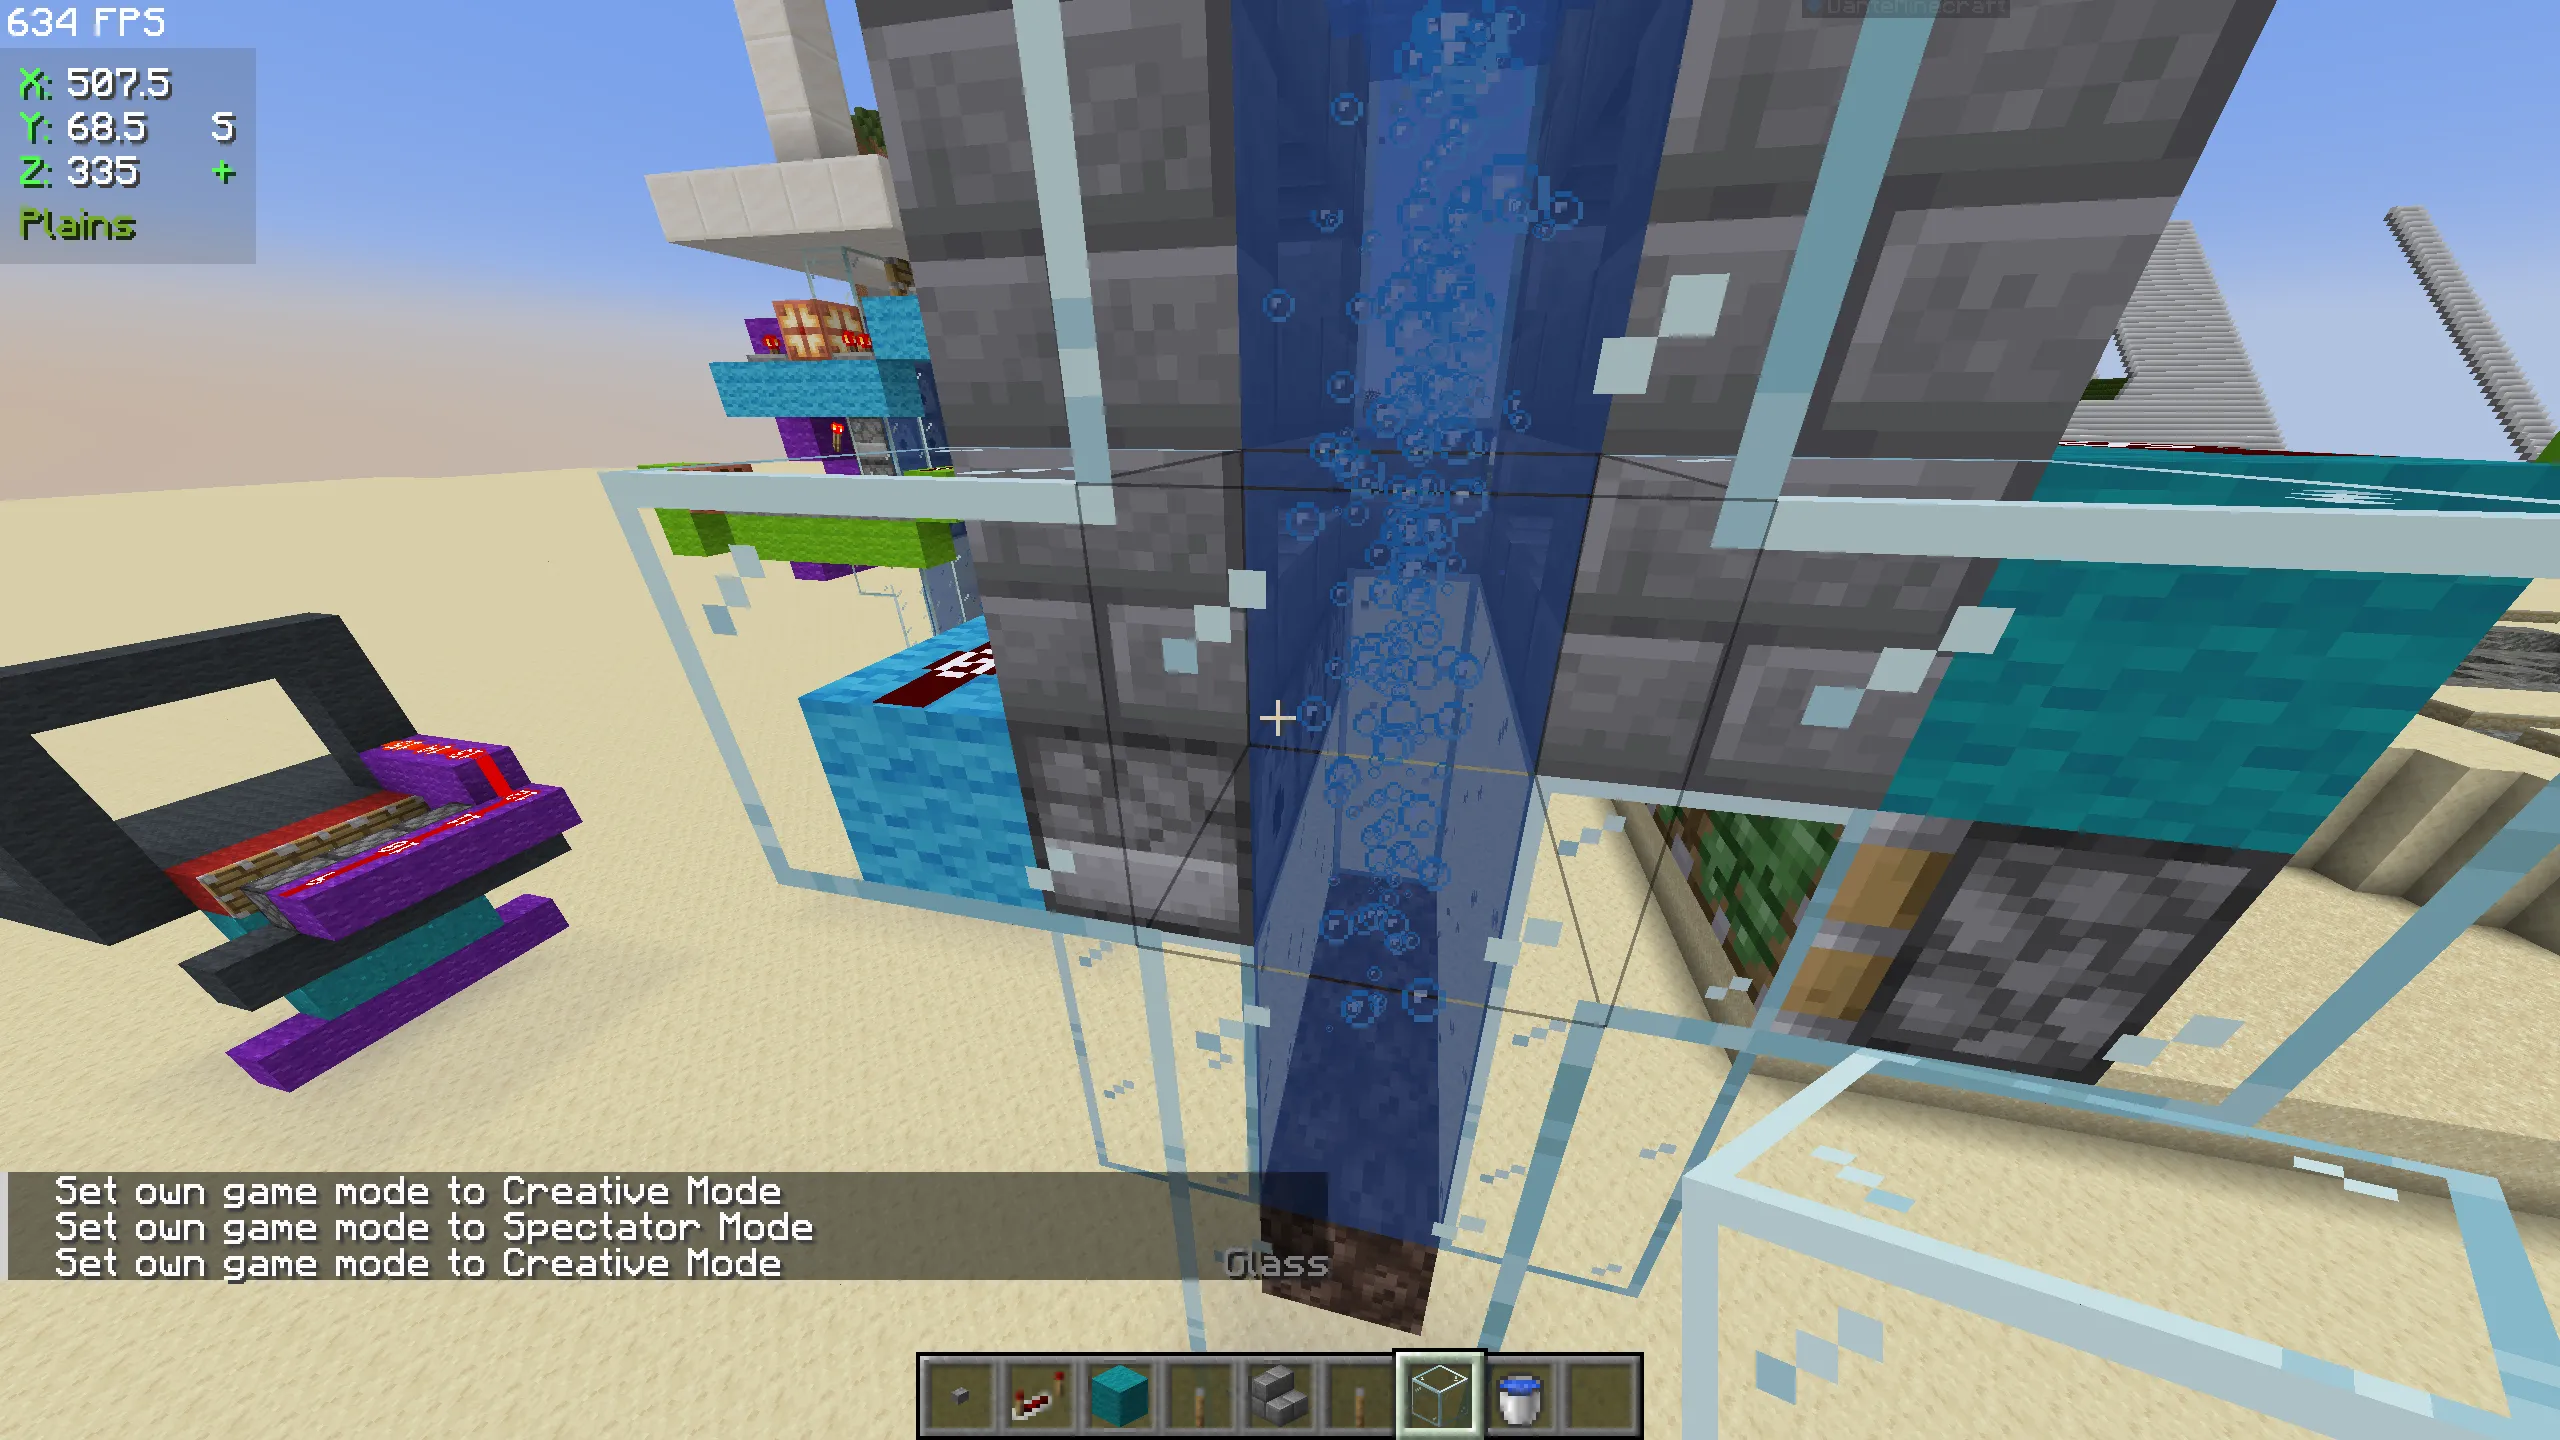 634 FPS
DanteMinecraft
X: 507.5
Y: 68.5 S
Z: 335 +
Plains
Set own game mode to Creative Mode
Set own game mode to Spectator Mode
Set own game mode to Creative Mode
Glass